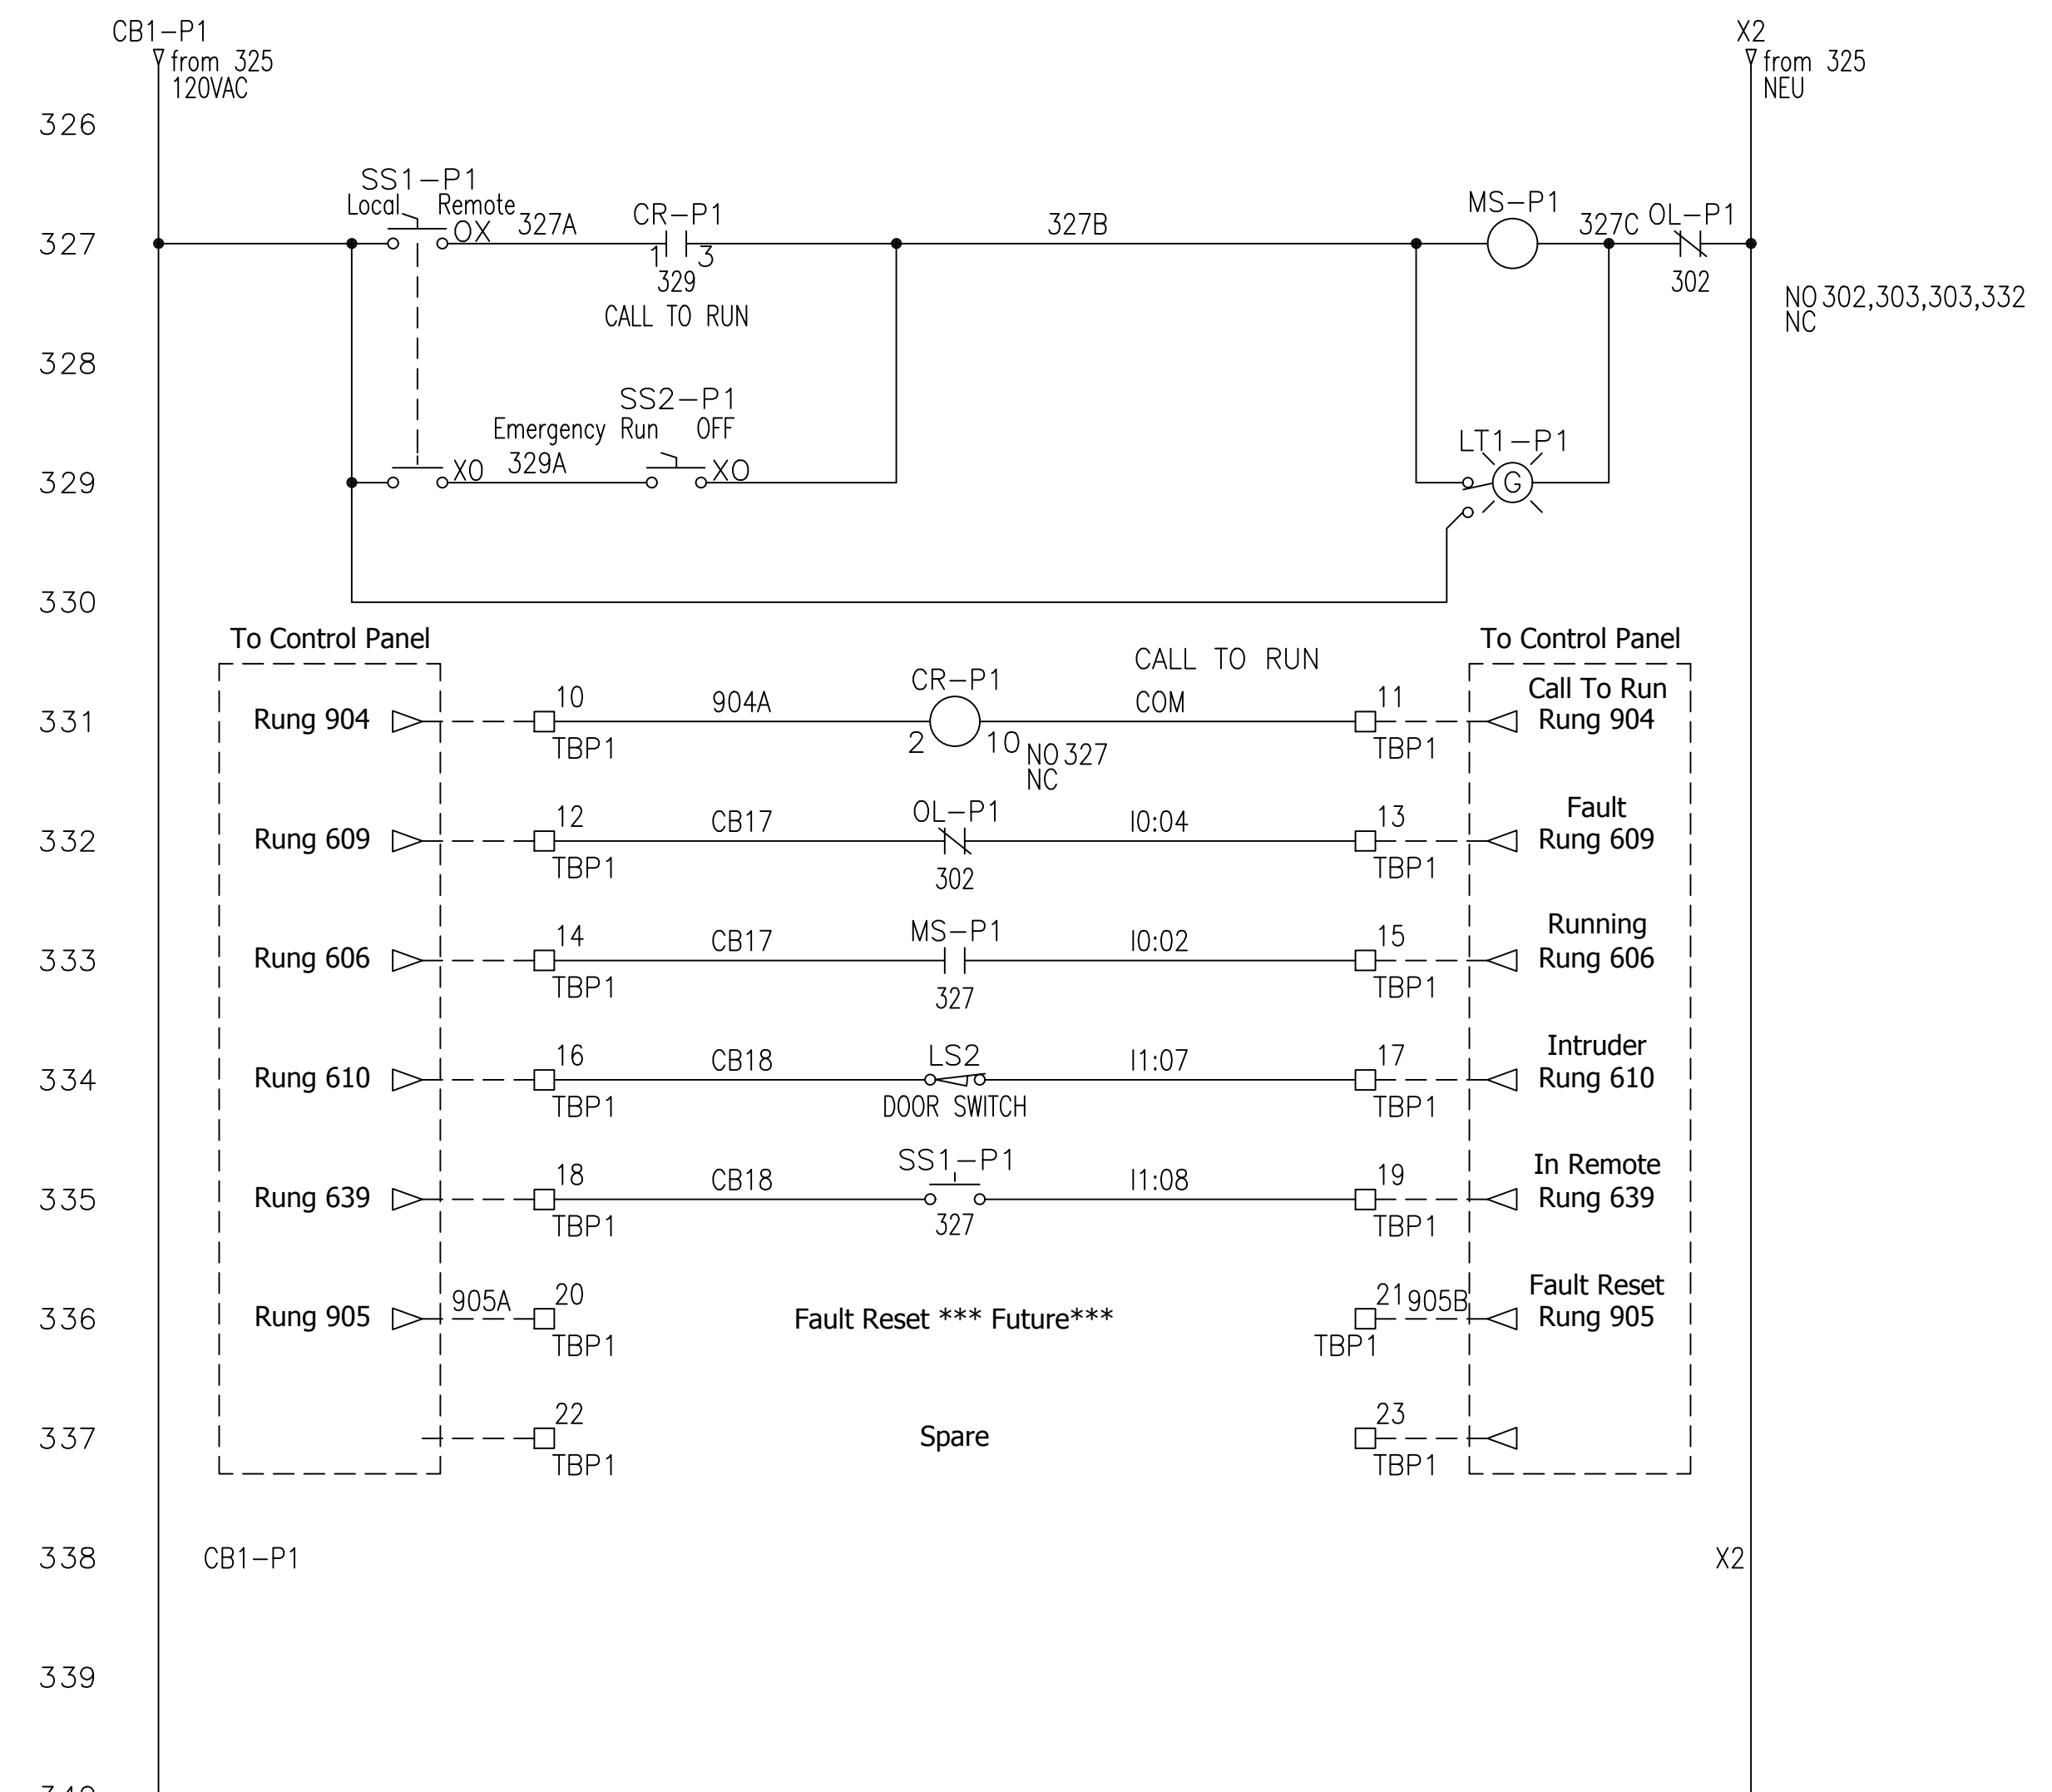 CB1-P1
from 325
120VAC
X2
from 325
NEU
326
SS1-P1
Local Remote
OX
327A
CR-P1
1 3
329
CALL TO RUN
327B
MS-P1
327C
OL-P1
302
327
NO 302,303,303,332
NC
328
SS2-P1
Emergency Run OFF
XO
329A
XO
LT1-P1
G
329
330
To Control Panel
To Control Panel
CALL TO RUN
331
Rung 904
10
TBP1
904A
CR-P1
2 10
NO 327
NC
COM
11
TBP1
Call To Run
Rung 904
332
Rung 609
12
TBP1
CB17
OL-P1
302
I0:04
13
TBP1
Fault
Rung 609
333
Rung 606
14
TBP1
CB17
MS-P1
327
I0:02
15
TBP1
Running
Rung 606
334
Rung 610
16
TBP1
CB18
LS2
DOOR SWITCH
I1:07
17
TBP1
Intruder
Rung 610
335
Rung 639
18
TBP1
CB18
SS1-P1
327
I1:08
19
TBP1
In Remote
Rung 639
336
Rung 905
905A
20
TBP1
Fault Reset *** Future***
21
905B
TBP1
Fault Reset
Rung 905
337
22
TBP1
Spare
23
TBP1
338
CB1-P1
X2
339